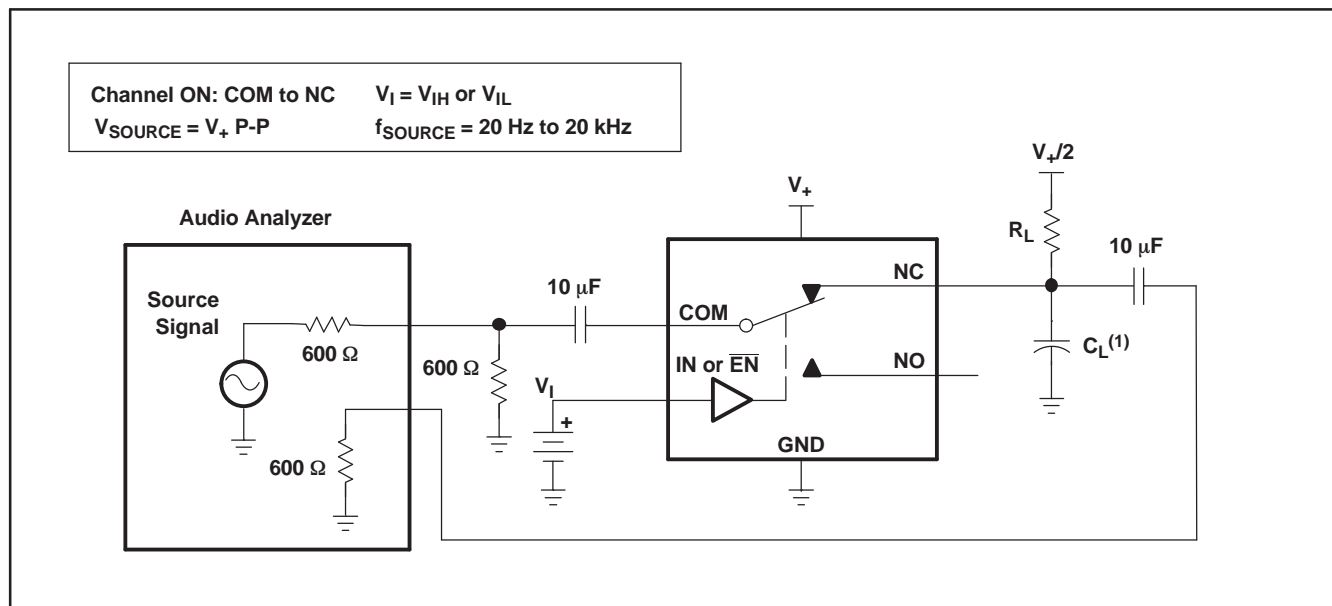 Channel ON: COM to NC V_I = V_IH or V_IL
V_SOURCE = V_+ P-P f_SOURCE = 20 Hz to 20 kHz
V_+/2
V_+
Audio Analyzer
R_L
10 μF
NC
10 μF
Source
Signal
COM
C_L^(1)
600 Ω
600 Ω
IN or E̅N̅
NO
V_I
+
GND
600 Ω